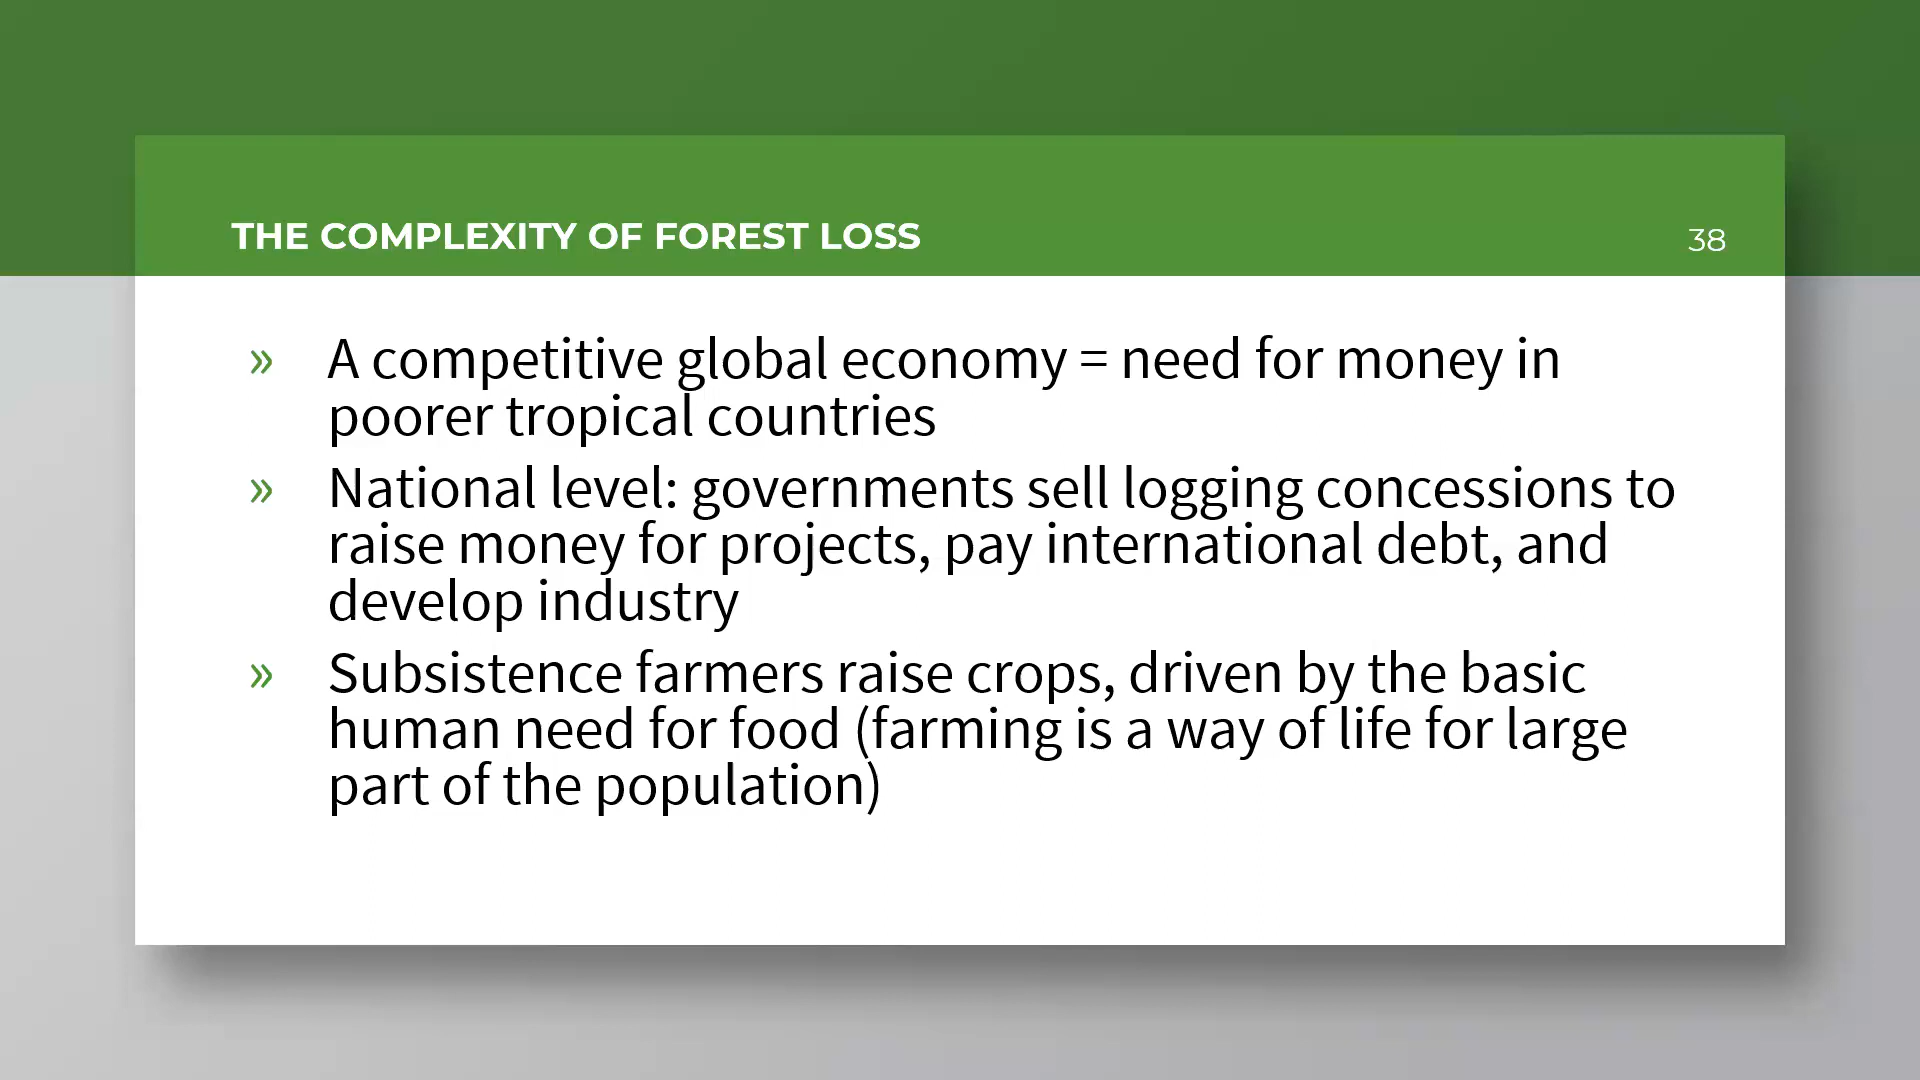 THE COMPLEXITY OF FOREST LOSS
38
» A competitive global economy = need for money in
poorer tropical countries
» National level: governments sell logging concessions to
raise money for projects, pay international debt, and
develop industry
» Subsistence farmers raise crops, driven by the basic
human need for food (farming is a way of life for large
part of the population)